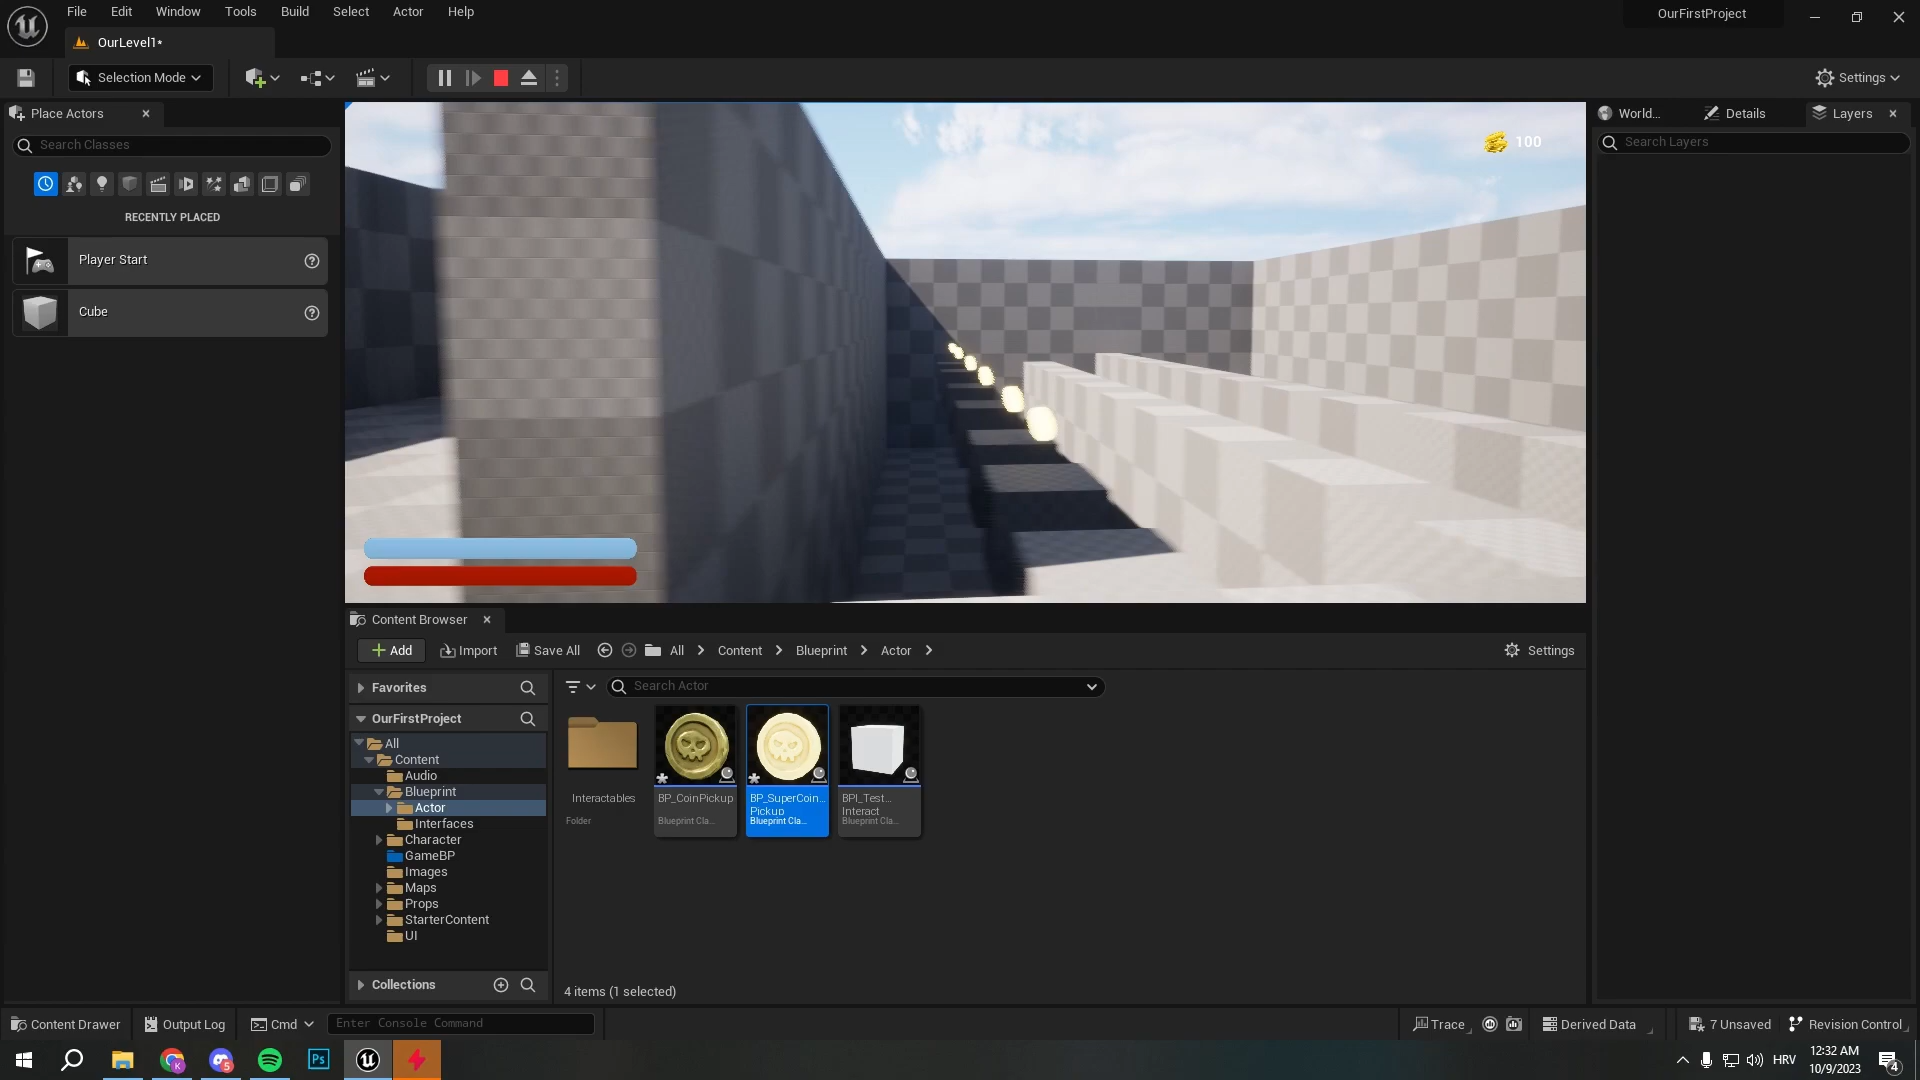 File Edit Window Tools Build Select Actor Help
OurFirstProject
OurLevel1*
Selection Mode
Settings
Place Actors
World...
Details
Layers
Search Classes
Search Layers
100
RECENTLY PLACED
Player Start
Cube
Content Browser
Add
Import
Save All
All
Content
Blueprint
Actor
Settings
Favorites
Search Actor
OurFirstProject
All
Content
Audio
Blueprint
Actor
Interfaces
Character
GameBP
Images
Maps
Props
StarterContent
UI
Collections
Interactables
Folder
BP_CoinPickup
Blueprint Cla...
BP_SuperCoin...
Pickup
Blueprint Cla...
BPI_Test...
Interact
Blueprint Cla...
4 items (1 selected)
Content Drawer
Output Log
Cmd
Enter Console Command
Trace
Derived Data
7 Unsaved
Revision Control
K
5
Ps
HRV
12:32 AM
10/9/2023
4